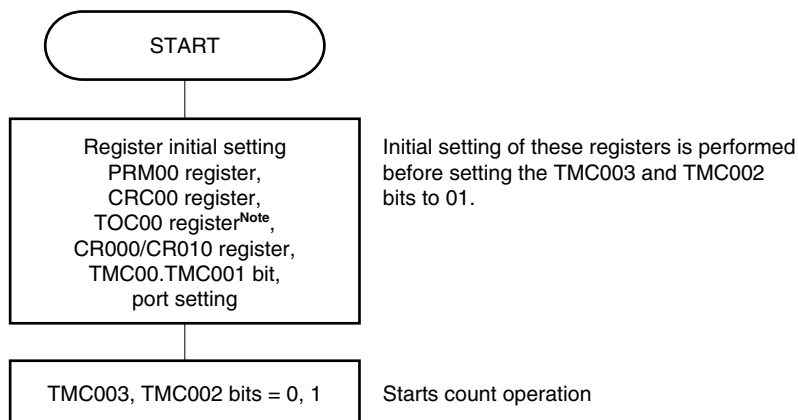 START
Register initial setting
PRM00 register,
CRC00 register,
TOC00 registerNote,
CR000/CR010 register,
TMC00.TMC001 bit,
port setting
Initial setting of these registers is performed
before setting the TMC003 and TMC002
bits to 01.
TMC003, TMC002 bits = 0, 1
Starts count operation